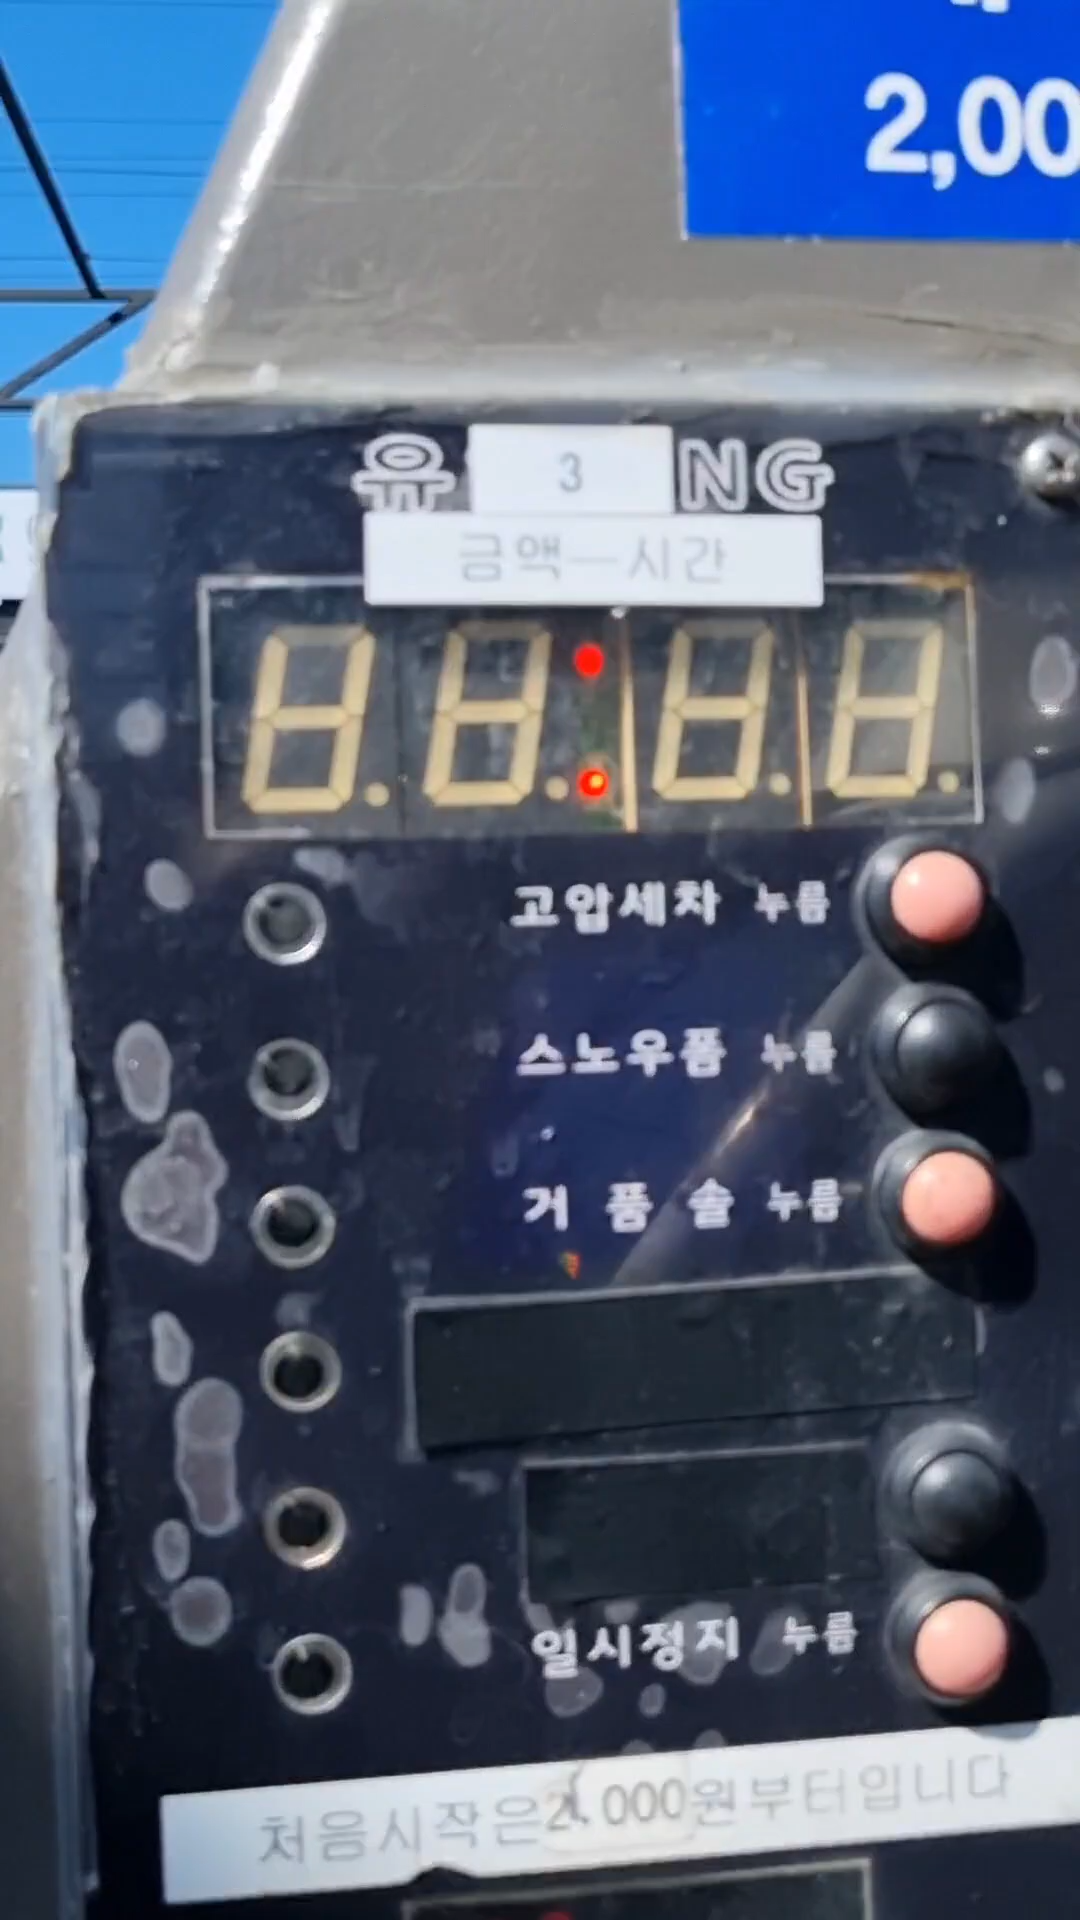 2,00
유 3 NG
금액—시간
고압세차 누름
스노우폼 누름
거 품 솔 누름
일시정지 누름
처음시작은2.000원부터입니다